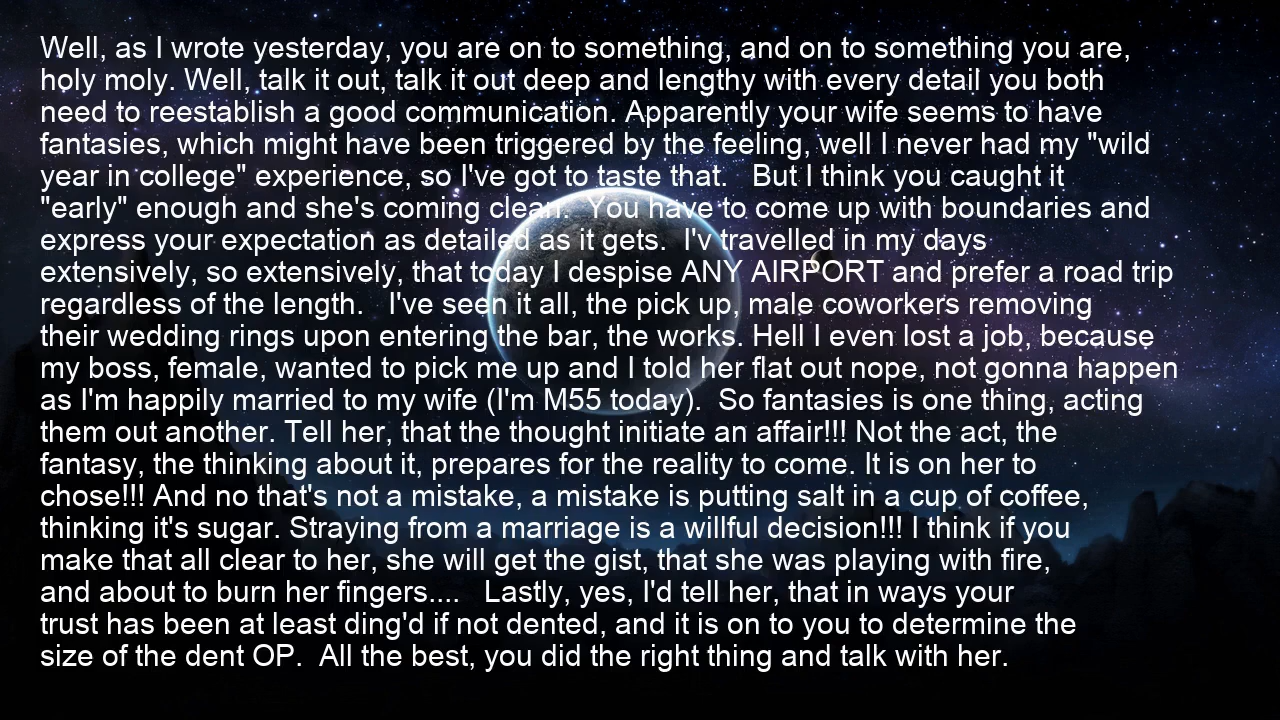 Well, as I wrote yesterday, you are on to something, and on to something you are,
holy moly. Well, talk it out, talk it out deep and lengthy with every detail you both
need to reestablish a good communication. Apparently your wife seems to have
fantasies, which might have been triggered by the feeling, well I never had my "wild
year in college" experience, so I've got to taste that.   But I think you caught it
"early" enough and she's coming clean.  You have to come up with boundaries and
express your expectation as detailed as it gets.  I'v travelled in my days
extensively, so extensively, that today I despise ANY AIRPORT and prefer a road trip
regardless of the length.   I've seen it all, the pick up, male coworkers removing
their wedding rings upon entering the bar, the works. Hell I even lost a job, because
my boss, female, wanted to pick me up and I told her flat out nope, not gonna happen
as I'm happily married to my wife (I'm M55 today).  So fantasies is one thing, acting
them out another. Tell her, that the thought initiate an affair!!! Not the act, the
fantasy, the thinking about it, prepares for the reality to come. It is on her to
chose!!! And no that's not a mistake, a mistake is putting salt in a cup of coffee,
thinking it's sugar. Straying from a marriage is a willful decision!!! I think if you
make that all clear to her, she will get the gist, that she was playing with fire,
and about to burn her fingers....   Lastly, yes, I'd tell her, that in ways your
trust has been at least ding'd if not dented, and it is on to you to determine the
size of the dent OP.  All the best, you did the right thing and talk with her.